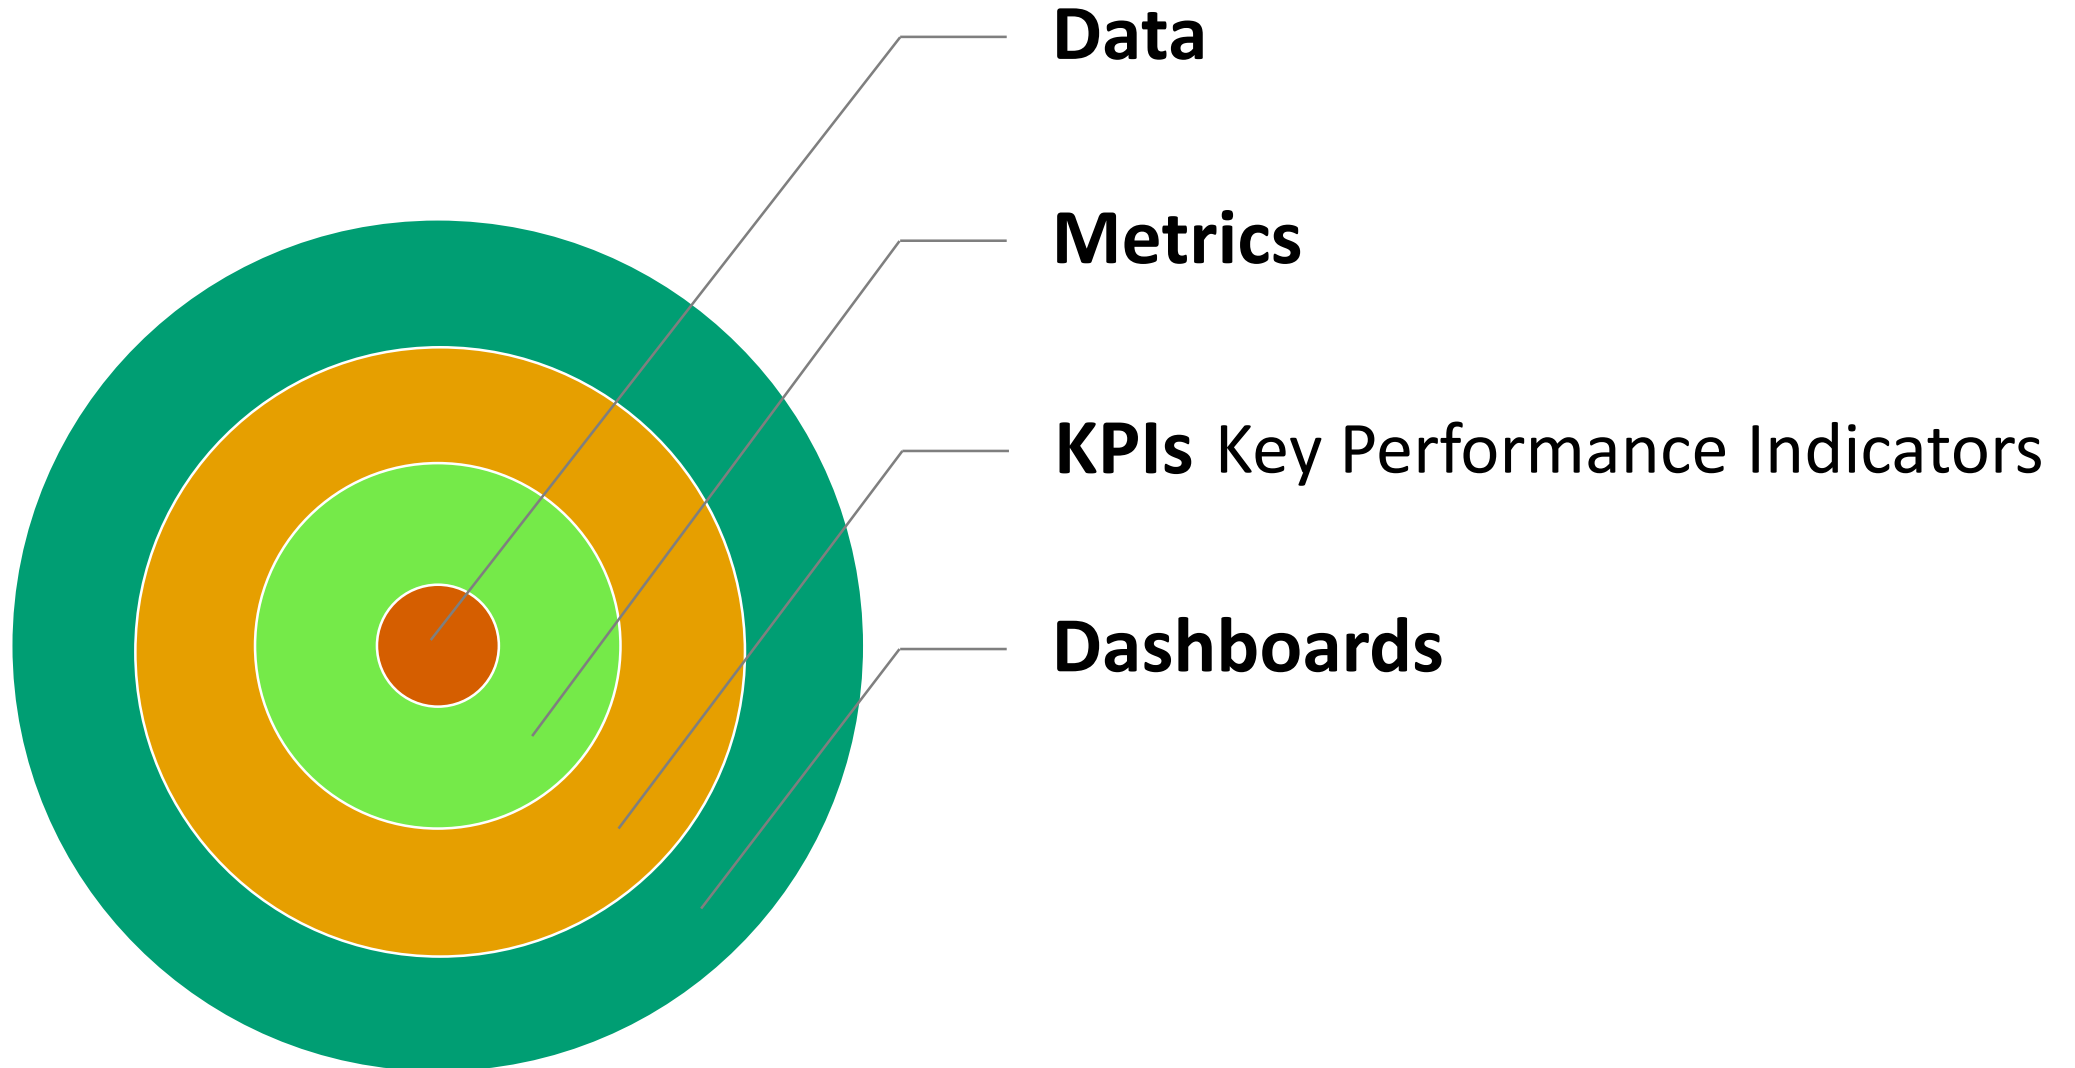 Data
Metrics
KPIs Key Performance Indicators
Dashboards